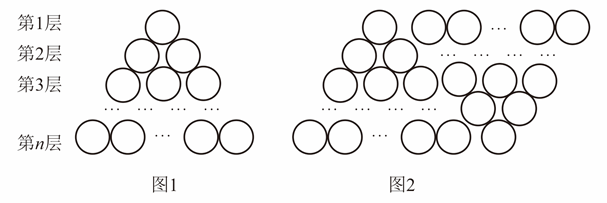 第1层
第2层
第3层
… … … …
第n层
…
图1
…
… … … …
… … … …
…
图2